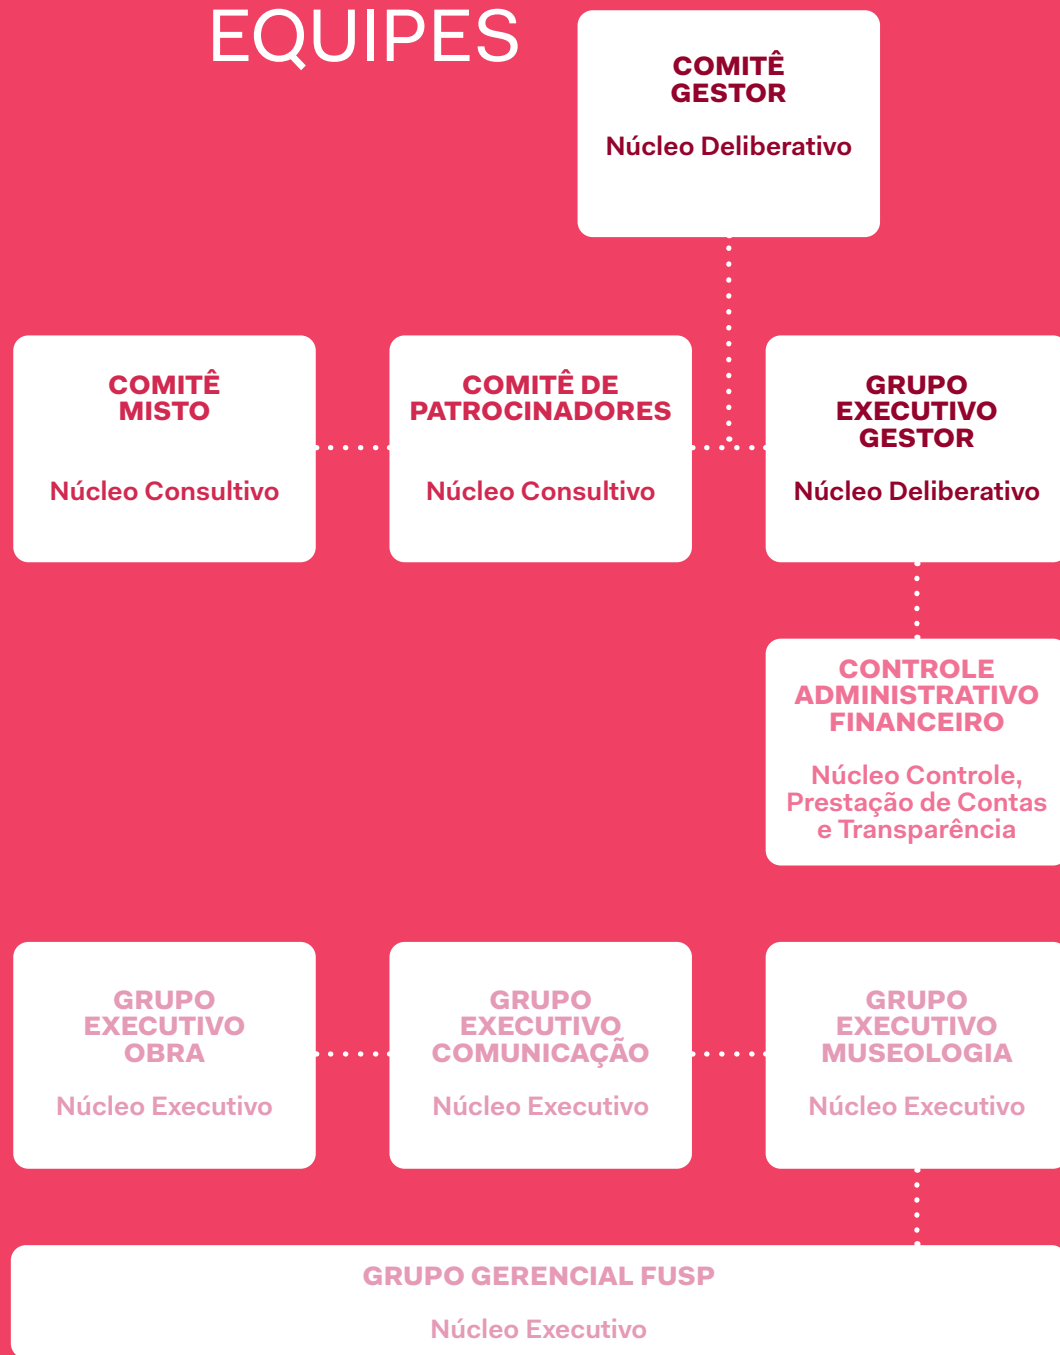 EQUIPES
COMITÊ
GESTOR
Núcleo Deliberativo
COMITÊ
MISTO
Núcleo Consultivo
COMITÊ DE
PATROCINADORES
Núcleo Consultivo
GRUPO
EXECUTIVO
GESTOR
Núcleo Deliberativo
CONTROLE
ADMINISTRATIVO
FINANCEIRO
Núcleo Controle,
Prestação de Contas
e Transparência
GRUPO
EXECUTIVO
OBRA
Núcleo Executivo
GRUPO
EXECUTIVO
COMUNICAÇÃO
Núcleo Executivo
GRUPO
EXECUTIVO
MUSEOLOGIA
Núcleo Executivo
GRUPO GERENCIAL FUSP
Núcleo Executivo